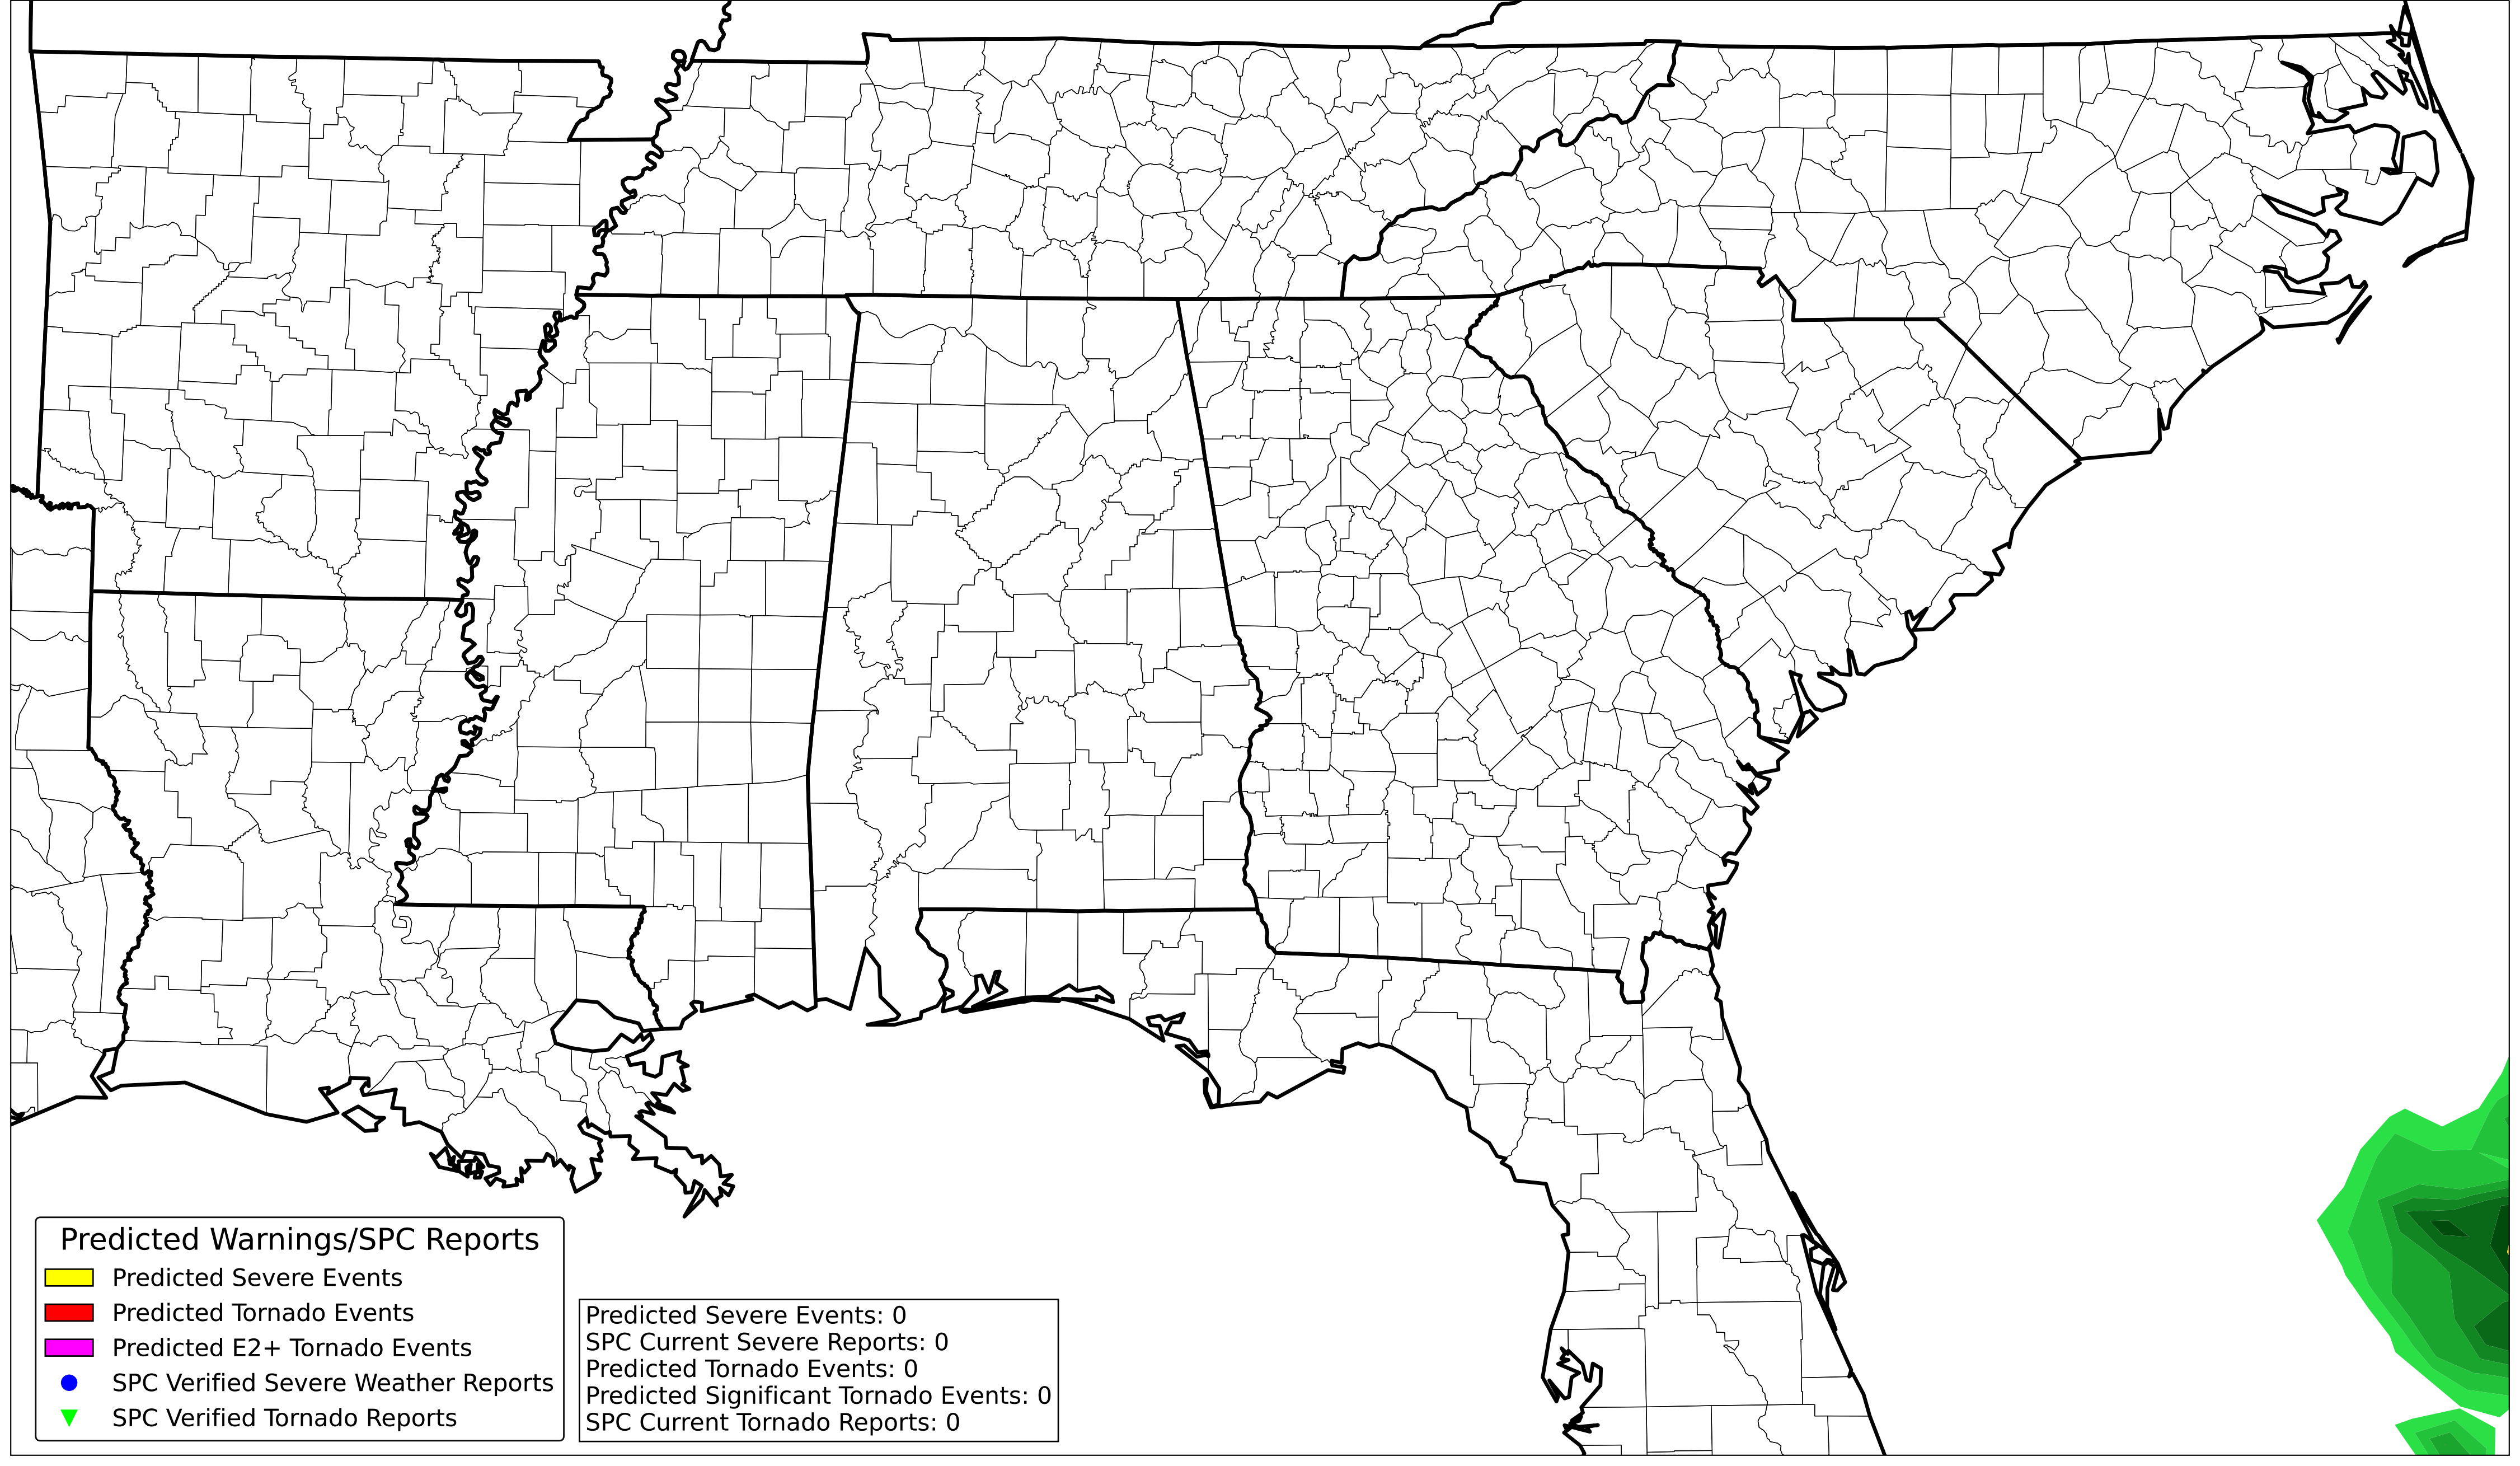 Predicted Warnings/SPC Reports
Predicted Severe Events
Predicted Tornado Events
Predicted E2+ Tornado Events
SPC Verified Severe Weather Reports
SPC Verified Tornado Reports
Predicted Severe Events: 0
SPC Current Severe Reports: 0
Predicted Tornado Events: 0
Predicted Significant Tornado Events: 0
SPC Current Tornado Reports: 0